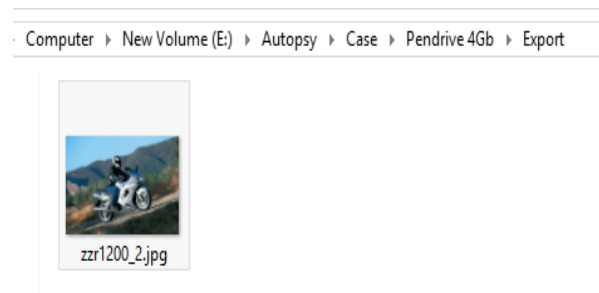 Computer ▸ New Volume (E:) ▸ Autopsy ▸ Case ▸ Pendrive 4Gb ▸ Export
zzr1200_2.jpg